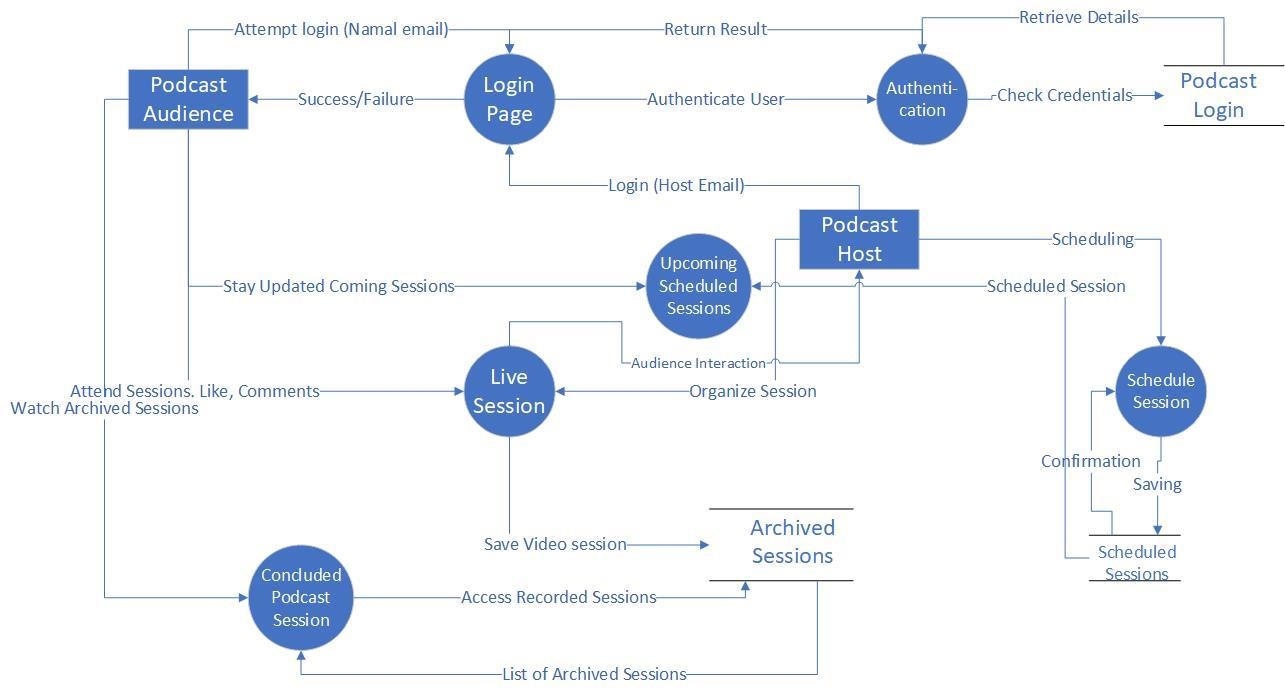 Retrieve Details
Attempt login (Namal email)
Return Result
Podcast
Audience
Success/Failure
Login
Page
Authenticate User
Authenti-
cation
Check Credentials
Podcast
Login
Login (Host Email)
Podcast
Host
Scheduling
Stay Updated Coming Sessions
Upcoming
Scheduled
Sessions
Scheduled Session
Audience Interaction
Attend Sessions. Like, Comments
Watch Archived Sessions
Live
Session
Organize Session
Schedule
Session
Confirmation
Saving
Save Video session
Archived
Sessions
Scheduled
Sessions
Concluded
Podcast
Session
Access Recorded Sessions
List of Archived Sessions